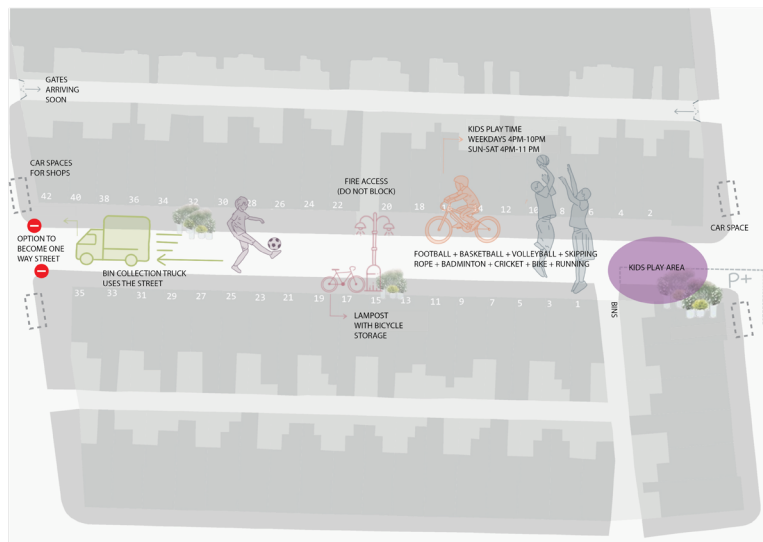 GATES
ARRIVING
SOON
KIDS PLAY TIME
WEEKDAYS 4PM-10PM
SUN-SAT 4PM-11 PM
CAR SPACES
FOR SHOPS
FIRE ACCESS
(DO NOT BLOCK)
42 40 38 36 34 32 30 28 26 24 22 20 18 14 12 10 8 6 4 2
CAR SPACE
OPTION TO
BECOME ONE
WAY STREET
BIN COLLECTION TRUCK
USES THE STREET
FOOTBALL + BASKETBALL + VOLLEYBALL + SKIPPING
ROPE + BADMINTON + CRICKET + BIKE + RUNNING
KIDS PLAY AREA
P+
35 33 31 29 27 25 23 21 19 17 15 13 11 9 7 5 3 1
BINS
LAMPOST
WITH BICYCLE
STORAGE